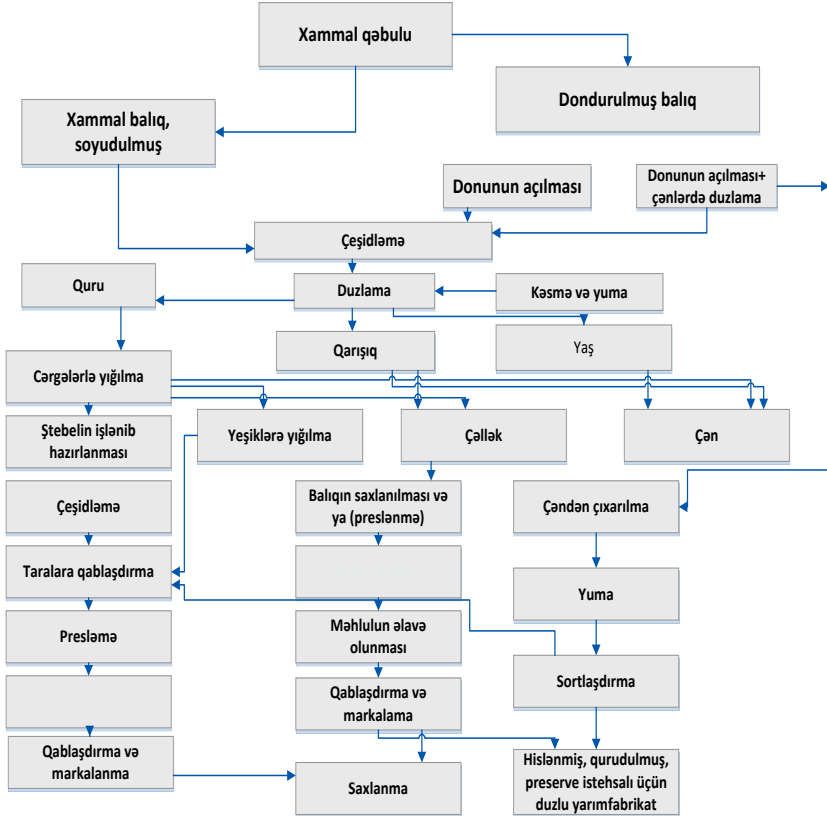 Xammal qəbulu
Dondurulmuş balıq
Xammal balıq,
soyudulmuş
Donunun açılması
Donunun açılması+
çənlərdə duzlama
Çeşidləmə
Quru
Duzlama
Kəsmə və yuma
Qarışıq
Yaş
Cərgələrlə yığılma
Ştebelin işlənib
hazırlanması
Yeşiklərə yığılma
Çəllək
Çən
Çeşidləmə
Balıqın saxlanılması və
ya (preslənmə)
Çəndən çıxarılma
Taralara qablaşdırma
Yuma
Presləmə
Məhlulun əlavə
olunması
Sortlaşdırma
Qablaşdırma və
markalama
Qablaşdırma və
markalanma
Saxlanma
Hislənmiş, qurudulmuş,
preserve istehsalı üçün
duzlu yarımfabrikat